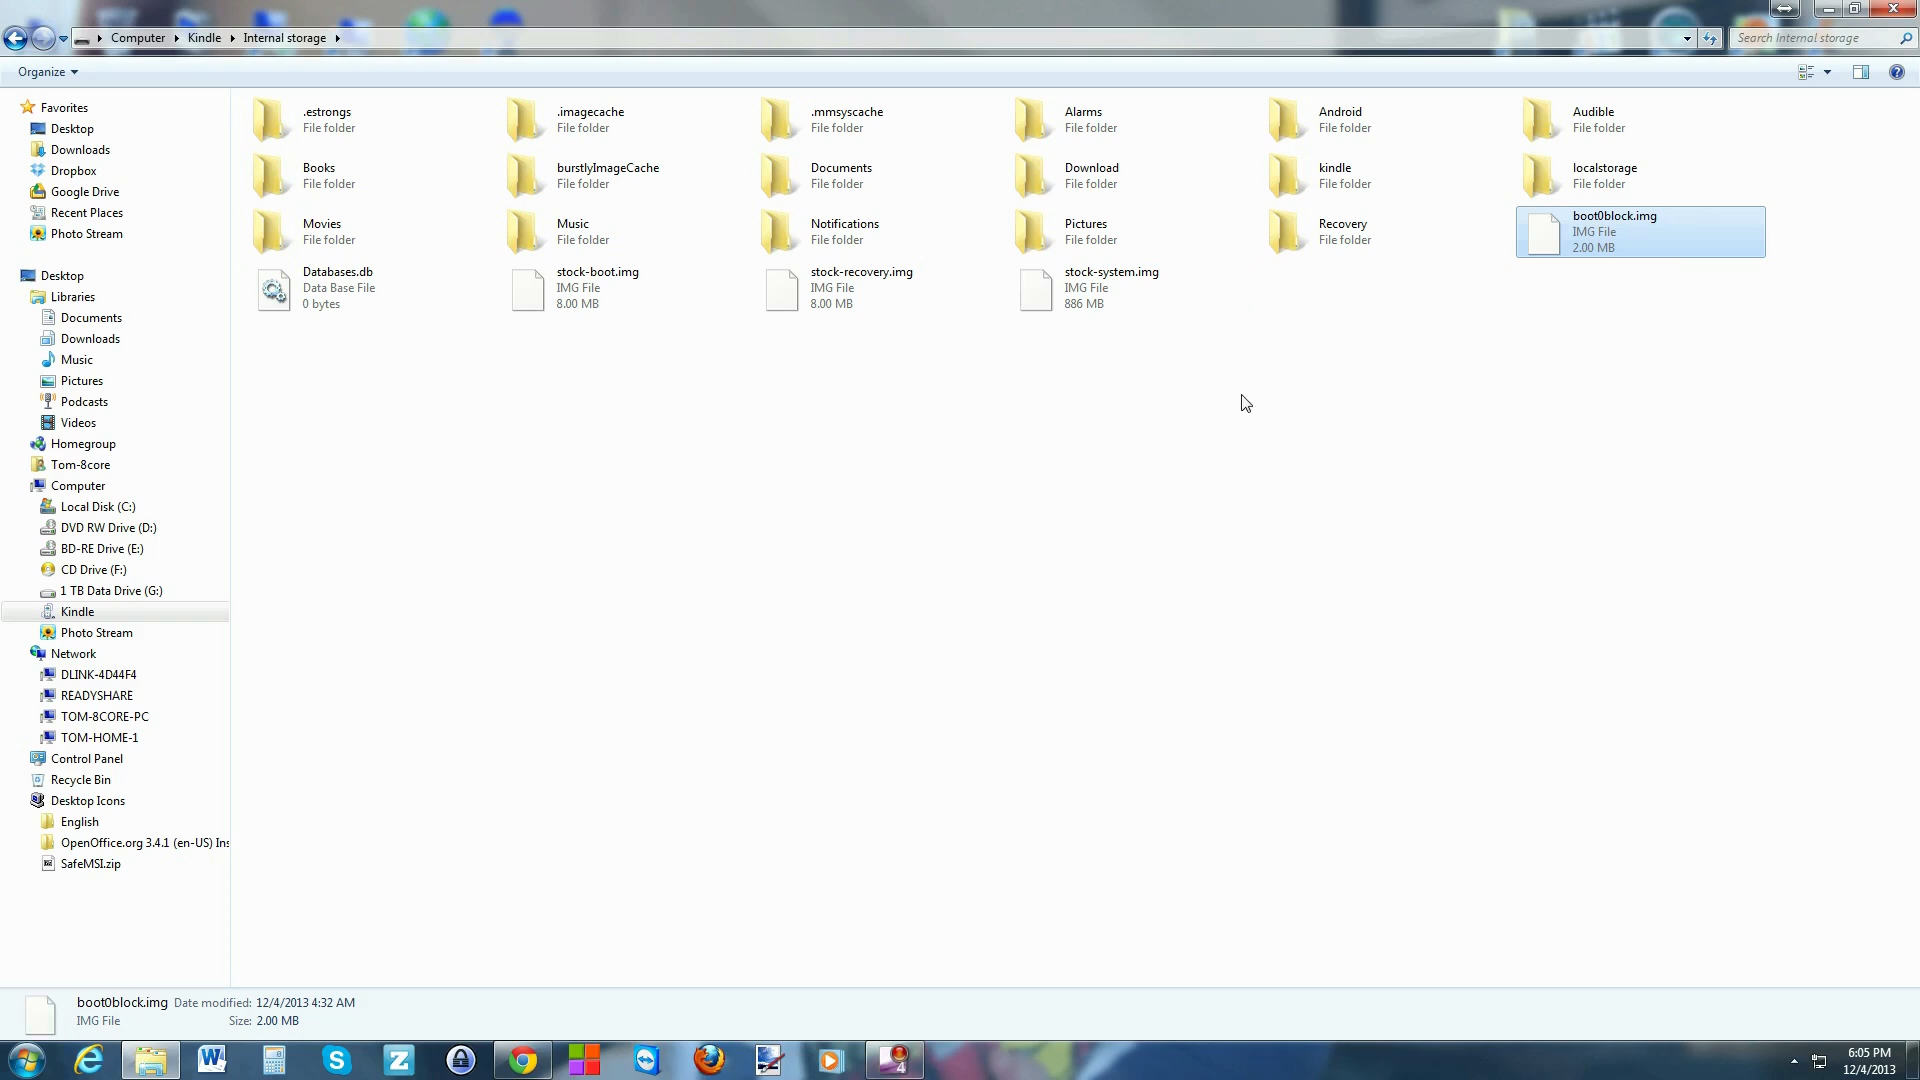 Computer Kindle Internal storage
Search Internal storage
Organize
Favorites
Desktop
Downloads
Dropbox
Google Drive
Recent Places
Photo Stream
Desktop
Libraries
Documents
Downloads
Music
Pictures
Podcasts
Videos
Homegroup
Tom-8core
Computer
Local Disk (C:)
DVD RW Drive (D:)
BD-RE Drive (E:)
CD Drive (F:)
1 TB Data Drive (G:)
Kindle
Photo Stream
Network
DLINK-4D44F4
READYSHARE
TOM-8CORE-PC
TOM-HOME-1
Control Panel
Recycle Bin
Desktop Icons
English
OpenOffice.org 3.4.1 (en-US) Ins
SafeMSI.zip
.estrongs
File folder
.imagecache
File folder
.mmsyscache
File folder
Alarms
File folder
Android
File folder
Audible
File folder
Books
File folder
burstlyImageCache
File folder
Documents
File folder
Download
File folder
kindle
File folder
localstorage
File folder
Movies
File folder
Music
File folder
Notifications
File folder
Pictures
File folder
Recovery
File folder
boot0block.img
IMG File
2.00 MB
Databases.db
Data Base File
0 bytes
stock-boot.img
IMG File
8.00 MB
stock-recovery.img
IMG File
8.00 MB
stock-system.img
IMG File
886 MB
boot0block.img Date modified: 12/4/2013 4:32 AM
IMG File Size: 2.00 MB
6:05 PM
12/4/2013